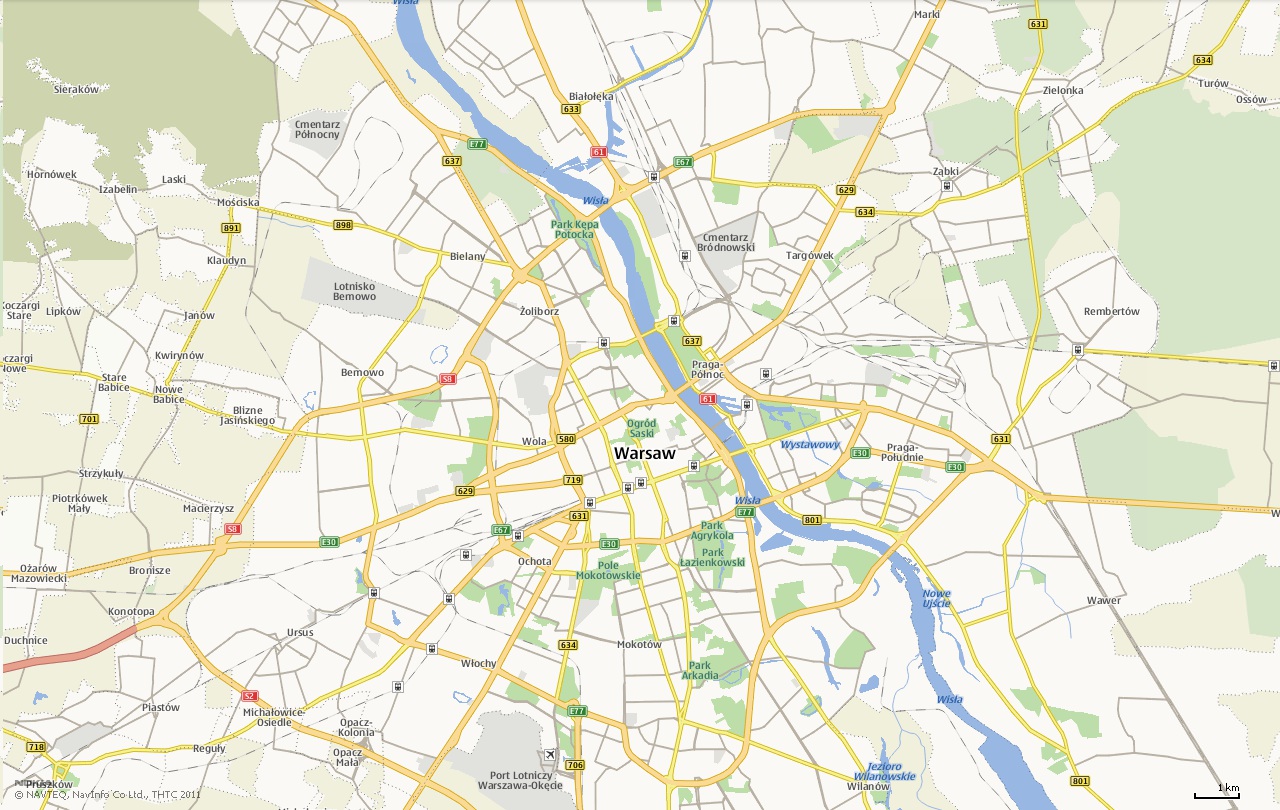 Wisła
Marki
631
634
Sieraków
Białołęka
633
Zielonka
Turów
Ossów
Cmentarz
Północny
E77
637
61
E67
Hornówek
Izabelin
Laski
Ząbki
629
634
Mościska
Wisła
891
898
Park Kępa
Potocka
Cmentarz
Bródnowski
Klaudyn
Bielany
Targówek
Lotnisko
Bemowo
Koczargi
Stare
Lipków
Janów
Żoliborz
Rembertów
637
Kwirynów
Praga-
Północ
Stare
Babice
Nowe
Babice
Bemowo
S8
61
Blizne
Jasińskiego
701
Ogród
Saski
Wola
580
Warsaw
Wystawowy
E30
Praga-
Południe
631
E30
Strzykuły
719
629
Piotrkówek
Mały
Macierzysz
Wisła
E77
631
801
S8
E67
Park
Agrykola
E30
E30
Ożarów
Mazowiecki
Bronisze
Ochota
Pole
Mokotowskie
Park
Łazienkowski
Nowe
Ujście
Wawer
Konotopa
Duchnice
Ursus
634
Mokotów
Włochy
Park
Arkadia
S2
Wisła
Piastów
Michałowice-
Osiedle
E77
Opacz-
Kolonia
718
Reguły
Opacz
Mała
706
Port Lotniczy
Warszawa-Okęcie
Jezioro
Wilanowskie
Wilanów
801
1 km
Pruszków
© NAVTEQ, NavInfo Co Ltd., THTC 2011